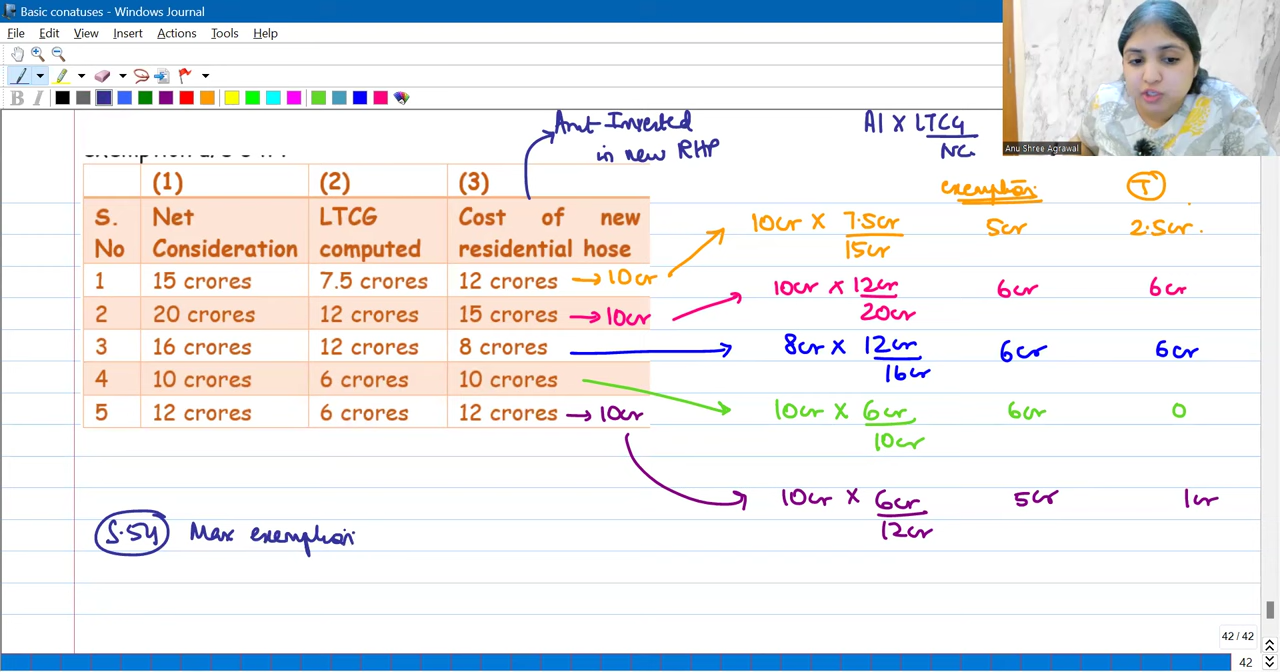 Basic conatuses - Windows Journal
File Edit View Insert Actions Tools Help
B I
Anu Shree Agrawal
Amt Invested
in new RHP
AI X LTCG
NC
exemption u/s 54F:
(1) (2) (3)
S. No Net Consideration LTCG computed Cost of new residential hose
1 15 crores 7.5 crores 12 crores → 10cr
2 20 crores 12 crores 15 crores → 10cr
3 16 crores 12 crores 8 crores
4 10 crores 6 crores 10 crores
5 12 crores 6 crores 12 crores → 10cr
exemption T
10cr X 7.5cr 5cr 2.5cr.
15cr
10cr X 12cr 6cr 6cr
20cr
8cr X 12cr 6cr 6cr
16cr
10cr X 6cr 6cr 0
10cr
10cr X 6cr 5cr 1cr
12cr
S.54 Max exemption
42 / 42
42